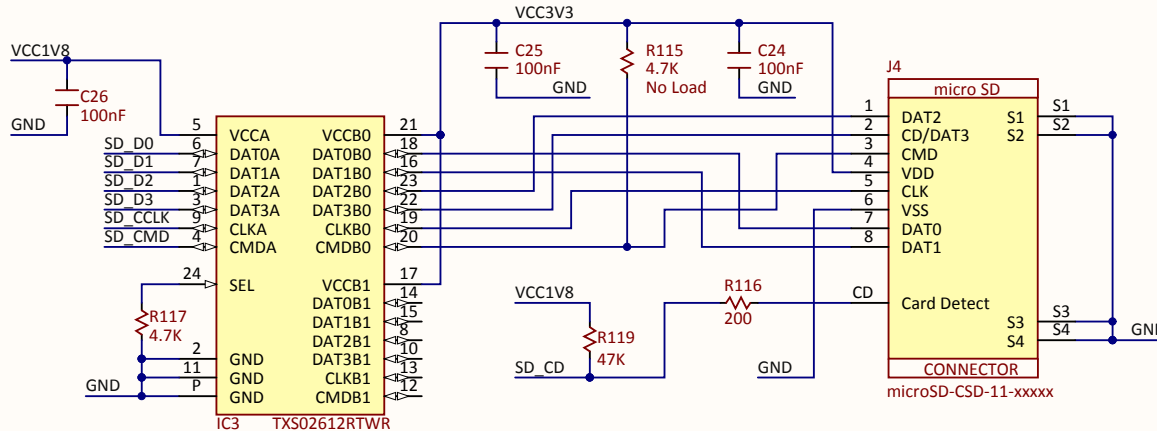 VCC3V3
VCC1V8
C25
100nF
GND
R115
4.7K
No Load
C24
100nF
GND
J4
micro SD
C26
100nF
GND
1 DAT2 S1 S1
2 CD/DAT3 S2 S2
3 CMD
4 VDD
5 CLK
6 VSS
7 DAT0
8 DAT1
CD Card Detect
S3 S3
S4 S4
GND
CONNECTOR
microSD-CSD-11-xxxxx
5 VCCA VCCB0 21
SD_D0 6 DAT0A DAT0B0 18
SD_D1 7 DAT1A DAT1B0 16
SD_D2 1 DAT2A DAT2B0 23
SD_D3 3 DAT3A DAT3B0 22
SD_CCLK 9 CLKA CLKB0 19
SD_CMD 4 CMDA CMDB0 20
24 SEL VCCB1 17
DAT0B1 14
DAT1B1 15
DAT2B1 8
2 GND DAT3B1 10
11 GND CLKB1 13
P GND CMDB1 12
R117
4.7K
GND
IC3 TXS02612RTWR
VCC1V8
R116
200
R119
47K
SD_CD
GND